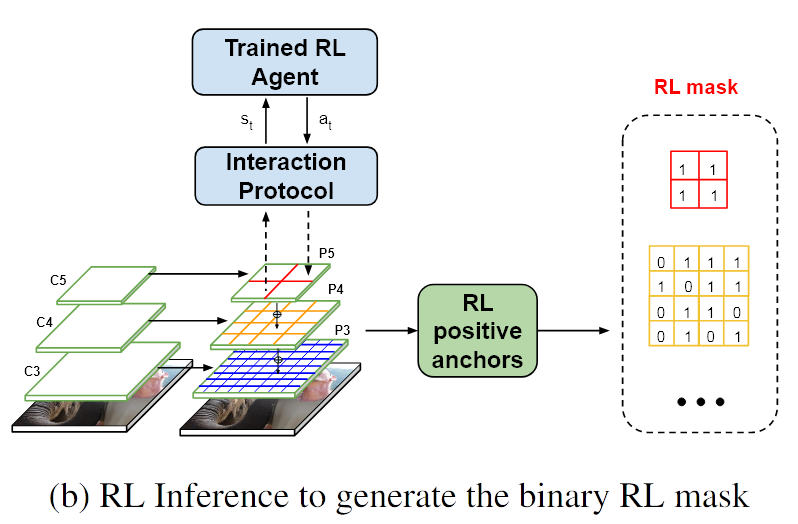 Trained RL
Agent
s_t
a_t
Interaction
Protocol
C5
C4
C3
P5
P4
P3
RL
positive
anchors
RL mask
1 1
1 1
0 1 1 1
1 0 1 1
0 1 1 0
0 1 0 1
(b) RL Inference to generate the binary RL mask